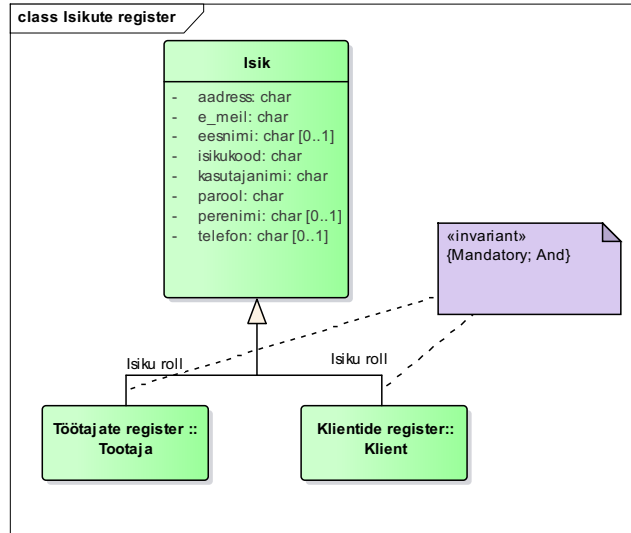 class Isikute register
Isik
- aadress: char
- e_meil: char
- eesnimi: char [0..1]
- isikukood: char
- kasutajanimi: char
- parool: char
- perenimi: char [0..1]
- telefon: char [0..1]
«invariant»
{Mandatory; And}
Isiku roll
Isiku roll
Töötajate register ::
Tootaja
Klientide register::
Klient